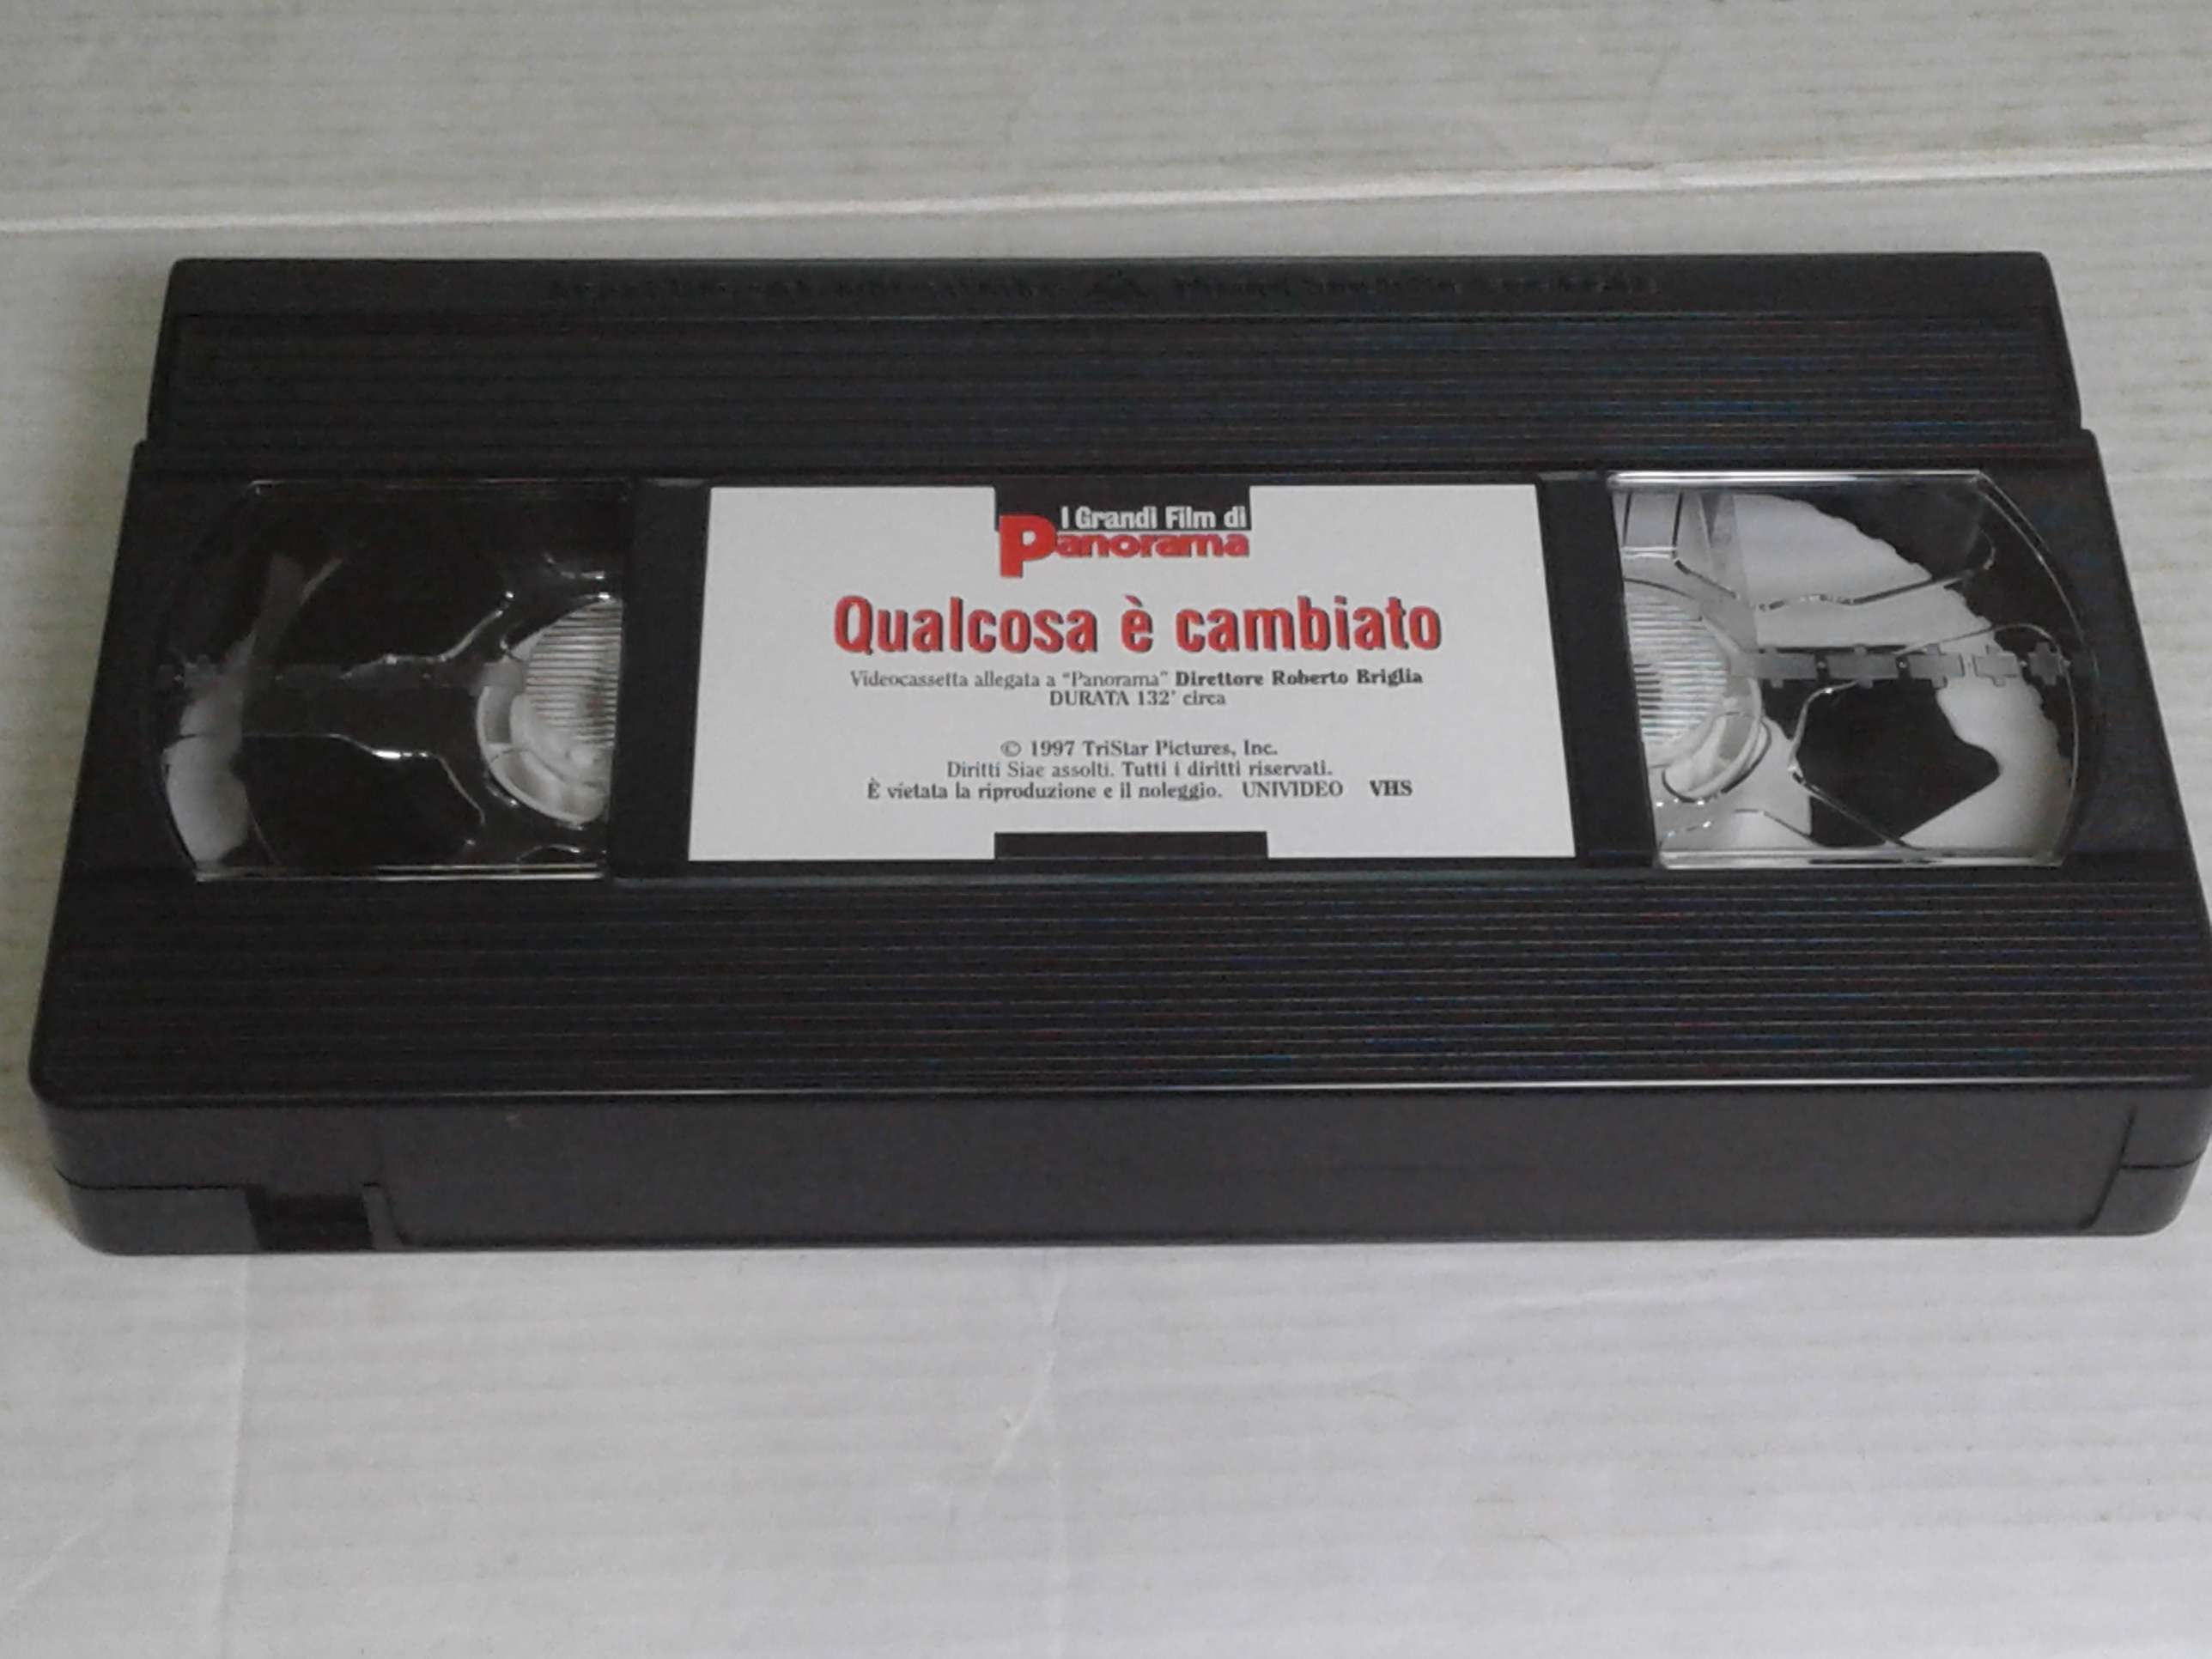 I Grandi Film di
Panorama
Qualcosa è cambiato
Videocassetta allegata a "Panorama" Direttore Roberto Briglia
DURATA 132' circa
© 1997 TriStar Pictures, Inc.
Diritti Siae assolti. Tutti i diritti riservati.
È vietata la riproduzione e il noleggio. UNIVIDEO VHS